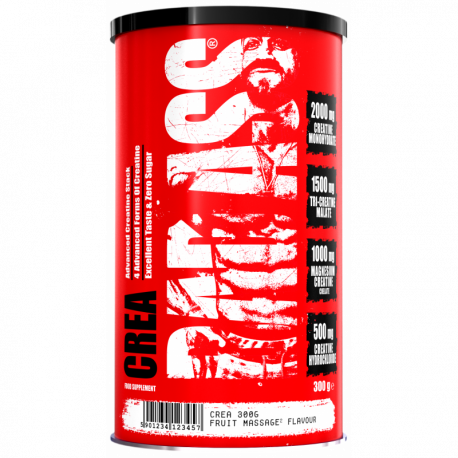 BAD ASS®
CREA
Advanced Creatine Stack
4 Advanced Forms Of Creatine
Excellent Taste & Zero Sugar
FOOD SUPPLEMENT
2000 mg
CREATINE
MONOHYDRATE
1500 mg
TRI-CREATINE
MALATE
1000 mg
MAGNESIUM
CREATINE
CHELATE
500 mg
CREATINE
HYDROCHLORIDE
300 g e
5901234 123457
CREA 300G
FRUIT MASSAGE FLAVOUR